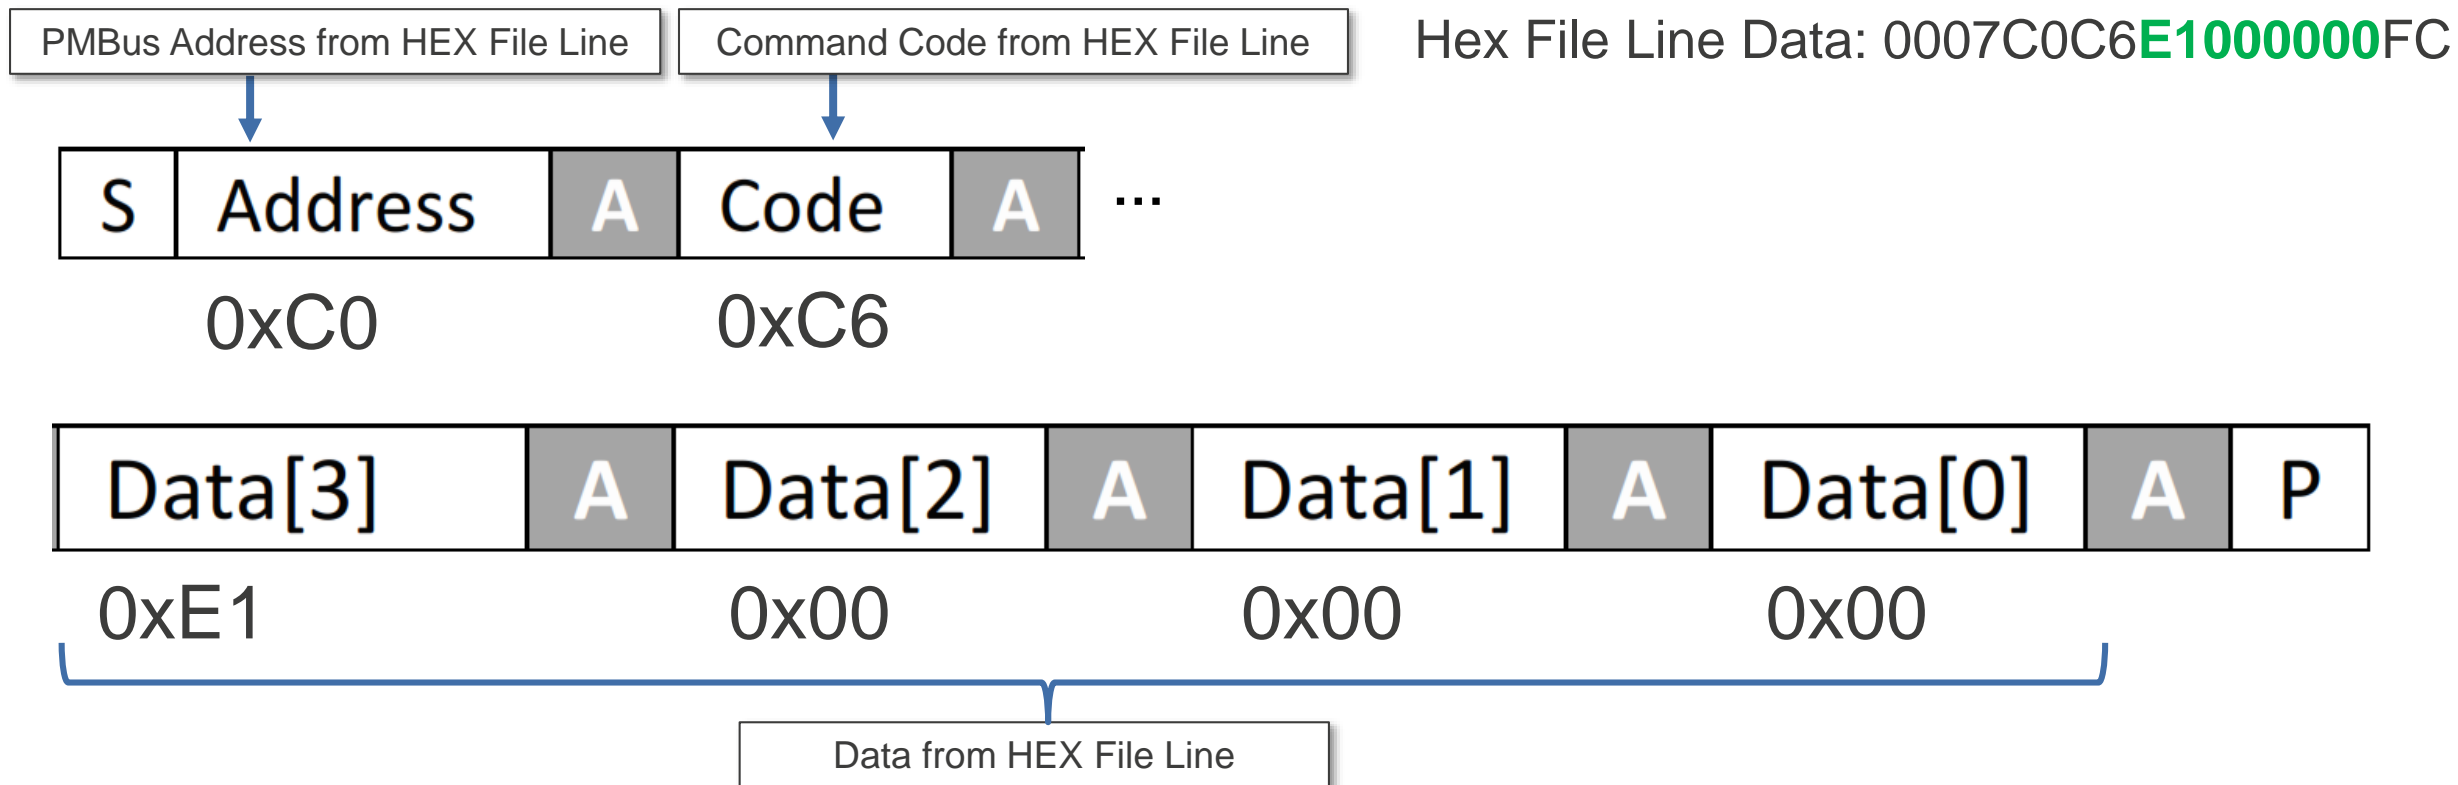 PMBus Address from HEX File Line
Command Code from HEX File Line
Hex File Line Data: 0007C0C6E1000000FC
S Address A Code A ...
0xC0 0xC6
Data[3] A Data[2] A Data[1] A Data[0] A P
0xE1 0x00 0x00 0x00
Data from HEX File Line